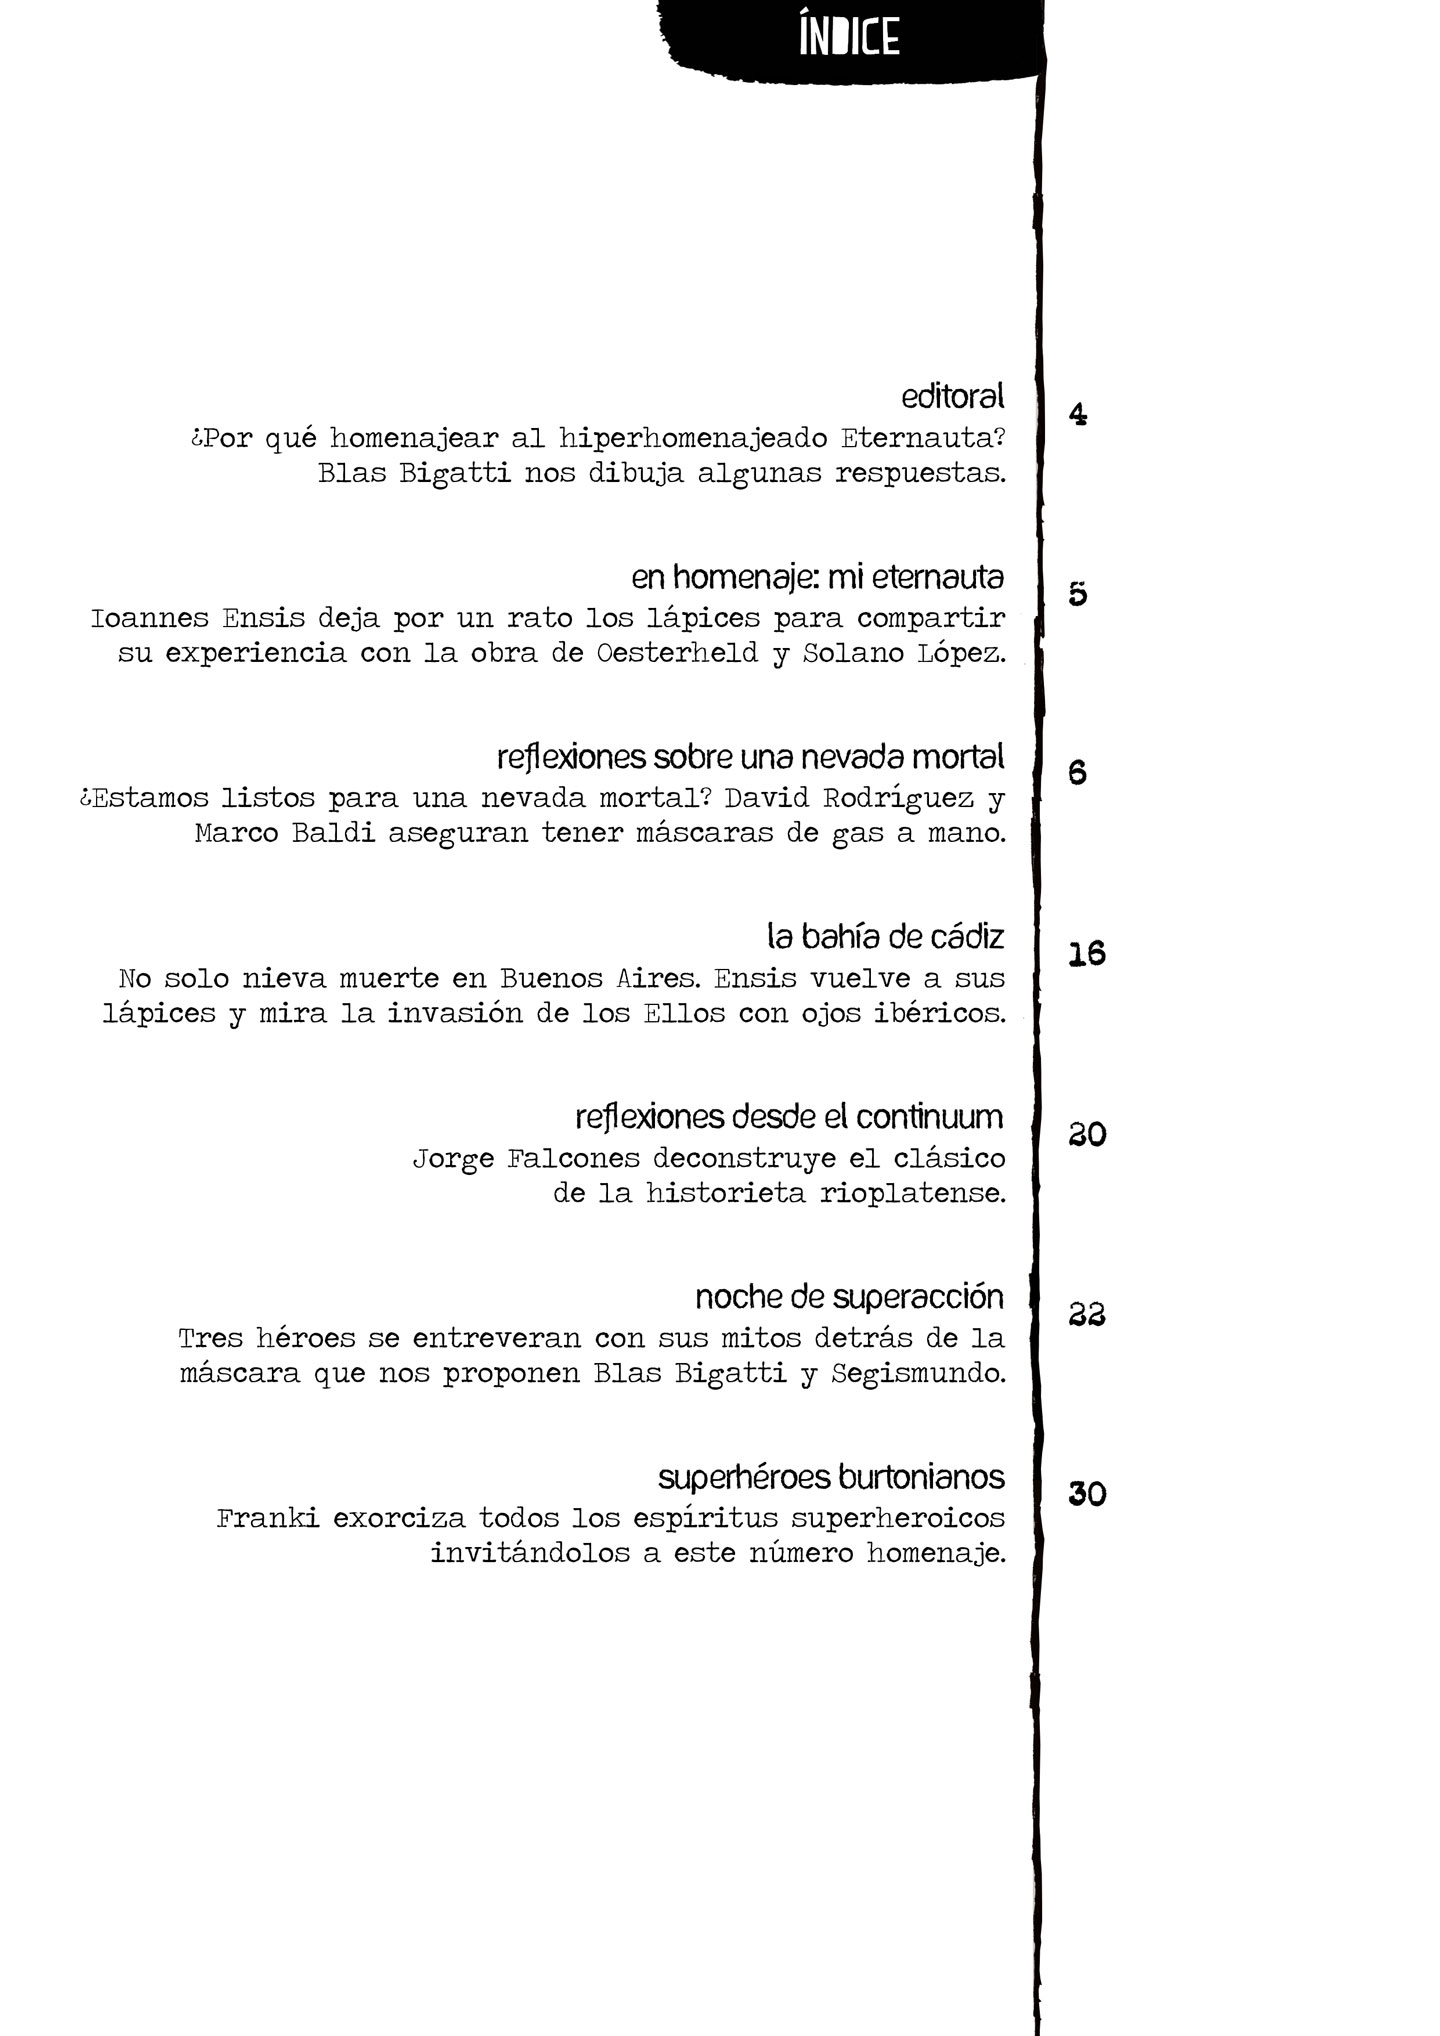 ÍNDICE
editoral
4
¿Por qué homenajear al hiperhomenajeado Eternauta?
Blas Bigatti nos dibuja algunas respuestas.
en homenaje: mi eternauta
5
Ioannes Ensis deja por un rato los lápices para compartir
su experiencia con la obra de Oesterheld y Solano López.
reflexiones sobre una nevada mortal
6
¿Estamos listos para una nevada mortal? David Rodríguez y
Marco Baldi aseguran tener máscaras de gas a mano.
la bahía de cádiz
16
No solo nieva muerte en Buenos Aires. Ensis vuelve a sus
lápices y mira la invasión de los Ellos con ojos ibéricos.
reflexiones desde el continuum
20
Jorge Falcones deconstruye el clásico
de la historieta rioplatense.
noche de superacción
22
Tres héroes se entreveran con sus mitos detrás de la
máscara que nos proponen Blas Bigatti y Segismundo.
superhéroes burtonianos
30
Franki exorciza todos los espíritus superheroicos
invitándolos a este número homenaje.